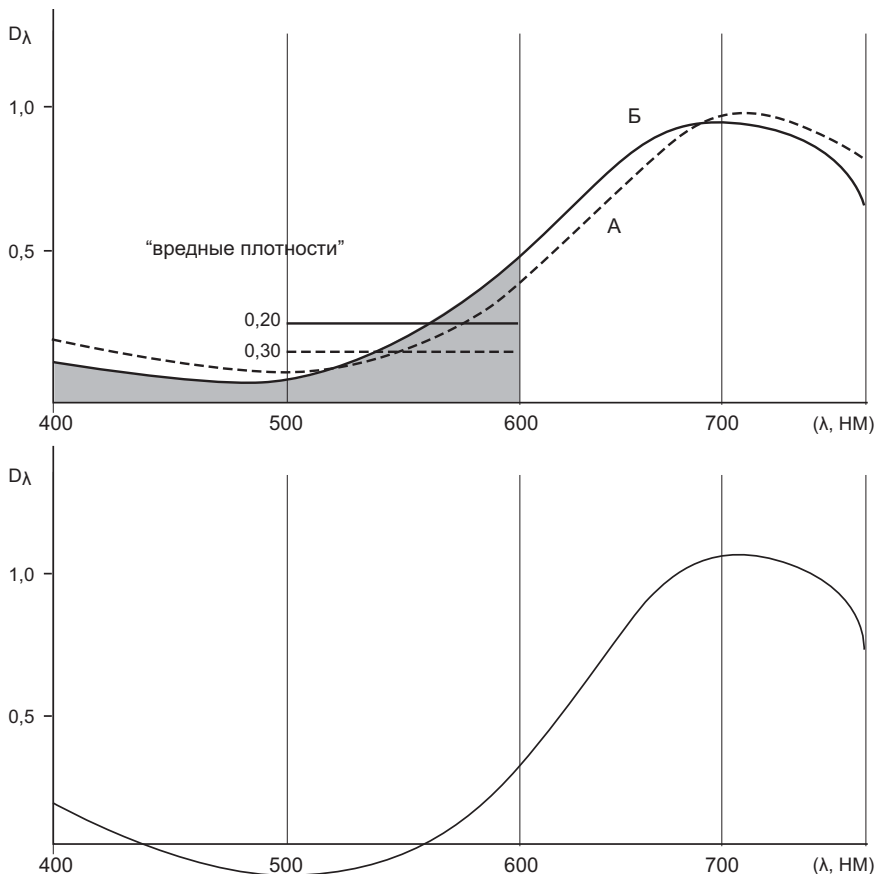 Dλ
1,0
Б
А
“вредные плотности”
0,5
0,20
0,30
400 500 600 700 (λ, НМ)
Dλ
1,0
0,5
400 500 600 700 (λ, НМ)